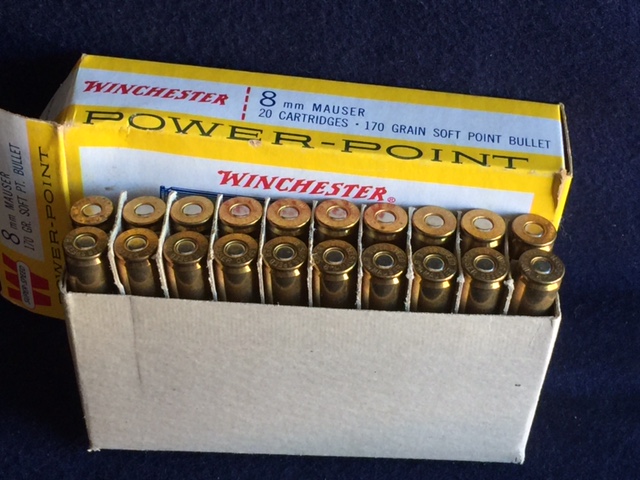 WINCHESTER
8 mm MAUSER
20 CARTRIDGES · 170 GRAIN SOFT POINT BULLET
POWER-POINT
WINCHESTER®
8 mm MAUSER
170 GR. SOFT PT. BULLET
POWER-POINT
W